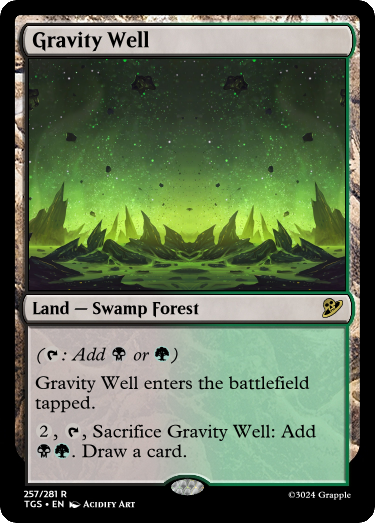 Gravity Well
Land — Swamp Forest
( : Add or )
Gravity Well enters the battlefield
tapped.
2 , , Sacrifice Gravity Well: Add
. Draw a card.
257/281 R
TGS • EN Acidify Art
©3024 Grapple